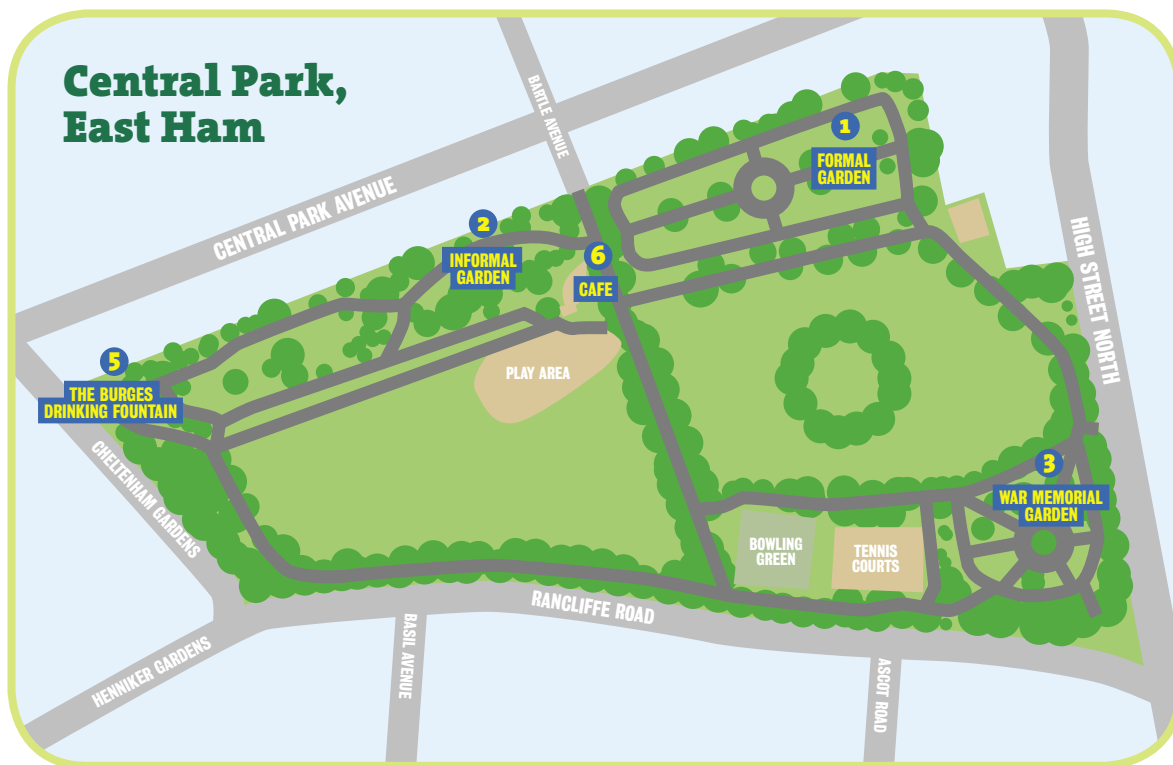 Central Park,
East Ham
BARTLE AVENUE
CENTRAL PARK AVENUE
HIGH STREET NORTH
1
FORMAL
GARDEN
2
INFORMAL
GARDEN
6
CAFE
5
THE BURGES
DRINKING FOUNTAIN
PLAY AREA
CHELTENHAM GARDENS
3
WAR MEMORIAL
GARDEN
BOWLING
GREEN
TENNIS
COURTS
RANCLIFFE ROAD
BASIL AVENUE
HENNIKER GARDENS
ASCOT ROAD